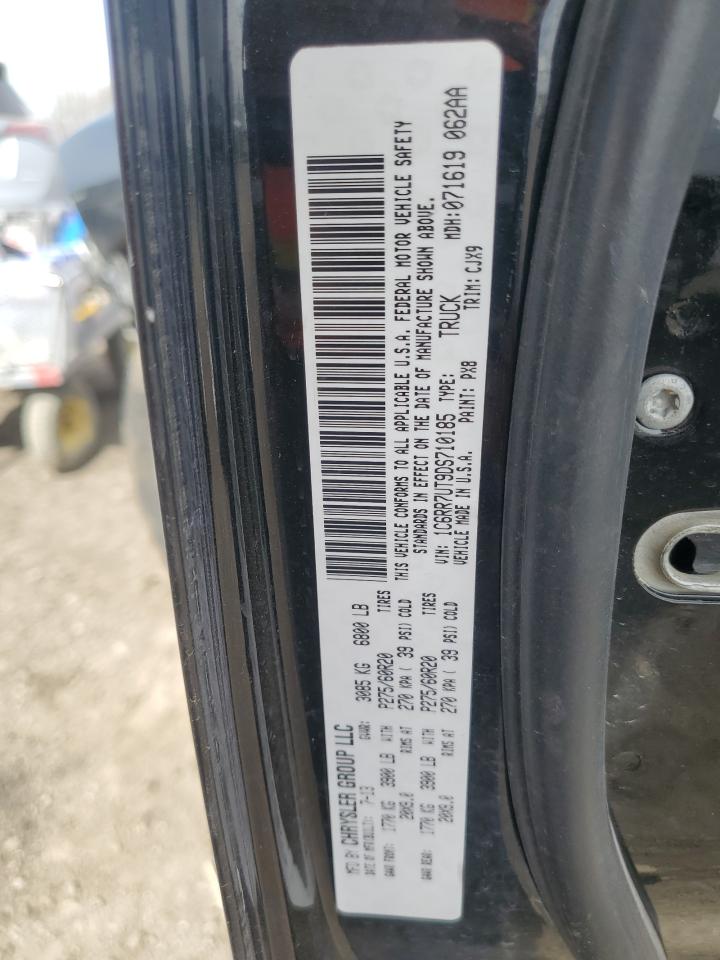 MFD BY CHRYSLER GROUP LLC
DATE OF MFR(BUILT): 7-13 GVWR: 3085 KG 6800 LB
GAWR FRONT: 1770 KG 3900 LB WITH P275/60R20 TIRES
20X9.0 RIMS AT 270 KPA ( 39 PSI) COLD
GAWR REAR: 1770 KG 3900 LB WITH P275/60R20 TIRES
20X9.0 RIMS AT 270 KPA ( 39 PSI) COLD
THIS VEHICLE CONFORMS TO ALL APPLICABLE U.S.A. FEDERAL MOTOR VEHICLE SAFETY
STANDARDS IN EFFECT ON THE DATE OF MANUFACTURE SHOWN ABOVE.
VIN: 1C6RR7UT9DS710185 TYPE: TRUCK MDH:071619 062AA
VEHICLE MADE IN U.S.A. PAINT: PX8 TRIM: CJX9